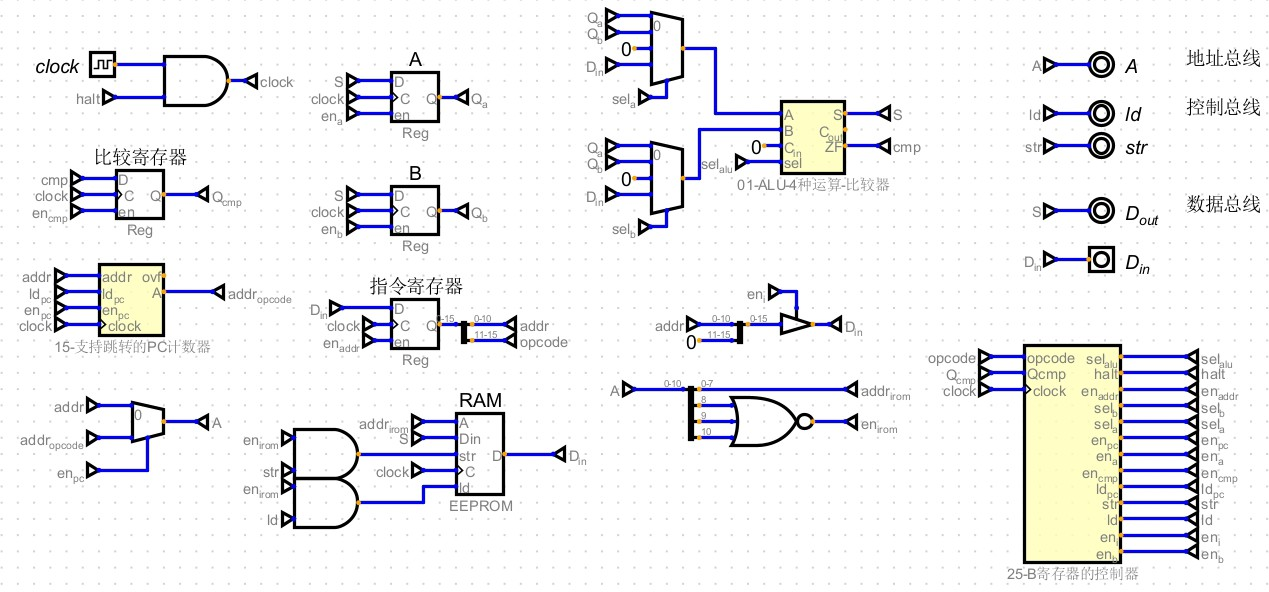 clock
halt
clock
比较寄存器
cmp
clock
en_cmp
D
C
en
Q
Q_cmp
Reg
addr
ld_pc
en_pc
clock
addr
ld_pc
en_pc
clock
ovf
A
addr_opcode
15-支持跳转的PC计数器
addr
addr_opcode
en_pc
0
A
A
S
clock
en_a
D
C
en
Q
Q_a
Reg
B
S
clock
en_b
D
C
en
Q
Q_b
Reg
指令寄存器
D_in
clock
en_addr
D
C
en
Q
0-15
0-10
11-15
addr
opcode
Reg
RAM
en_irom
str
en_irom
ld
addr_irom
S
clock
A
Din
str
C
ld
D
D_in
EEPROM
Q_a
Q_b
0
D_in
sel_a
0
Q_a
Q_b
0
D_in
sel_b
0
0
sel_alu
A
B
C_in
sel
S
C_out
ZF
S
cmp
01-ALU-4种运算-比较器
en_i
addr
0
0-10
11-15
0-15
D_in
A
0-10
0-7
8
9
10
addr_irom
en_irom
A
A
地址总线
ld
ld
控制总线
str
str
S
D_out
数据总线
D_in
D_in
opcode
Q_cmp
clock
opcode
Qcmp
clock
sel_alu
halt
en_addr
sel_b
sel_a
en_pc
en_a
en_cmp
ld_pc
str
ld
en_i
en_b
sel_alu
halt
en_addr
sel_b
sel_a
en_pc
en_a
en_cmp
ld_pc
str
ld
en_i
en_b
25-B寄存器的控制器